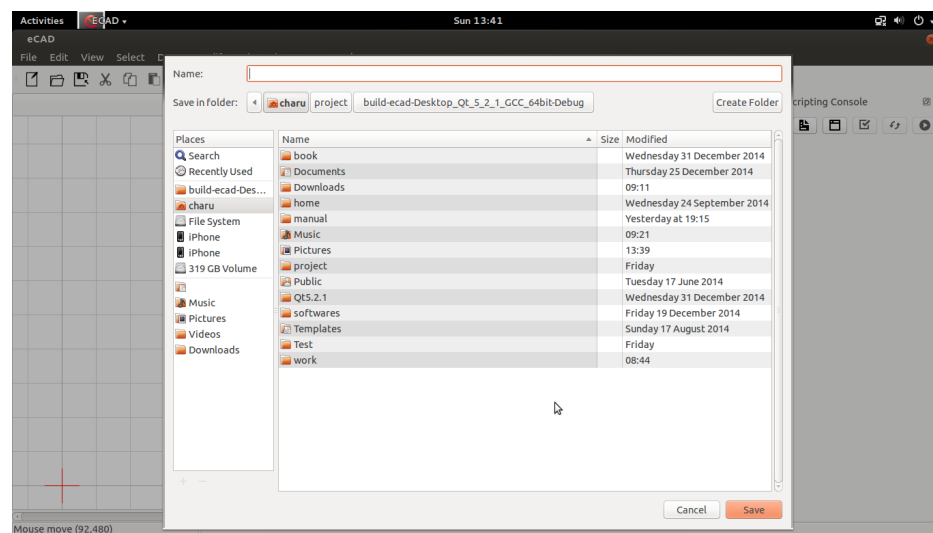 Activities eCAD Sun 13:41
eCAD
File Edit View Select
Name:
Save in folder: charu project build-ecad-Desktop_Qt_5_2_1_GCC_64bit-Debug Create Folder
cripting Console
Places Name Size Modified
Search book Wednesday 31 December 2014
Recently Used Documents Thursday 25 December 2014
Downloads 09:11
build-ecad-Des...
home Wednesday 24 September 2014
charu
manual Yesterday at 19:15
File System
Music 09:21
iPhone
Pictures 13:39
iPhone
project Friday
319 GB Volume
Public Tuesday 17 June 2014
Qt5.2.1 Wednesday 31 December 2014
Music
softwares Friday 19 December 2014
Pictures
Templates Sunday 17 August 2014
Videos
Test Friday
Downloads
work 08:44
Cancel Save
Mouse move (92,480)